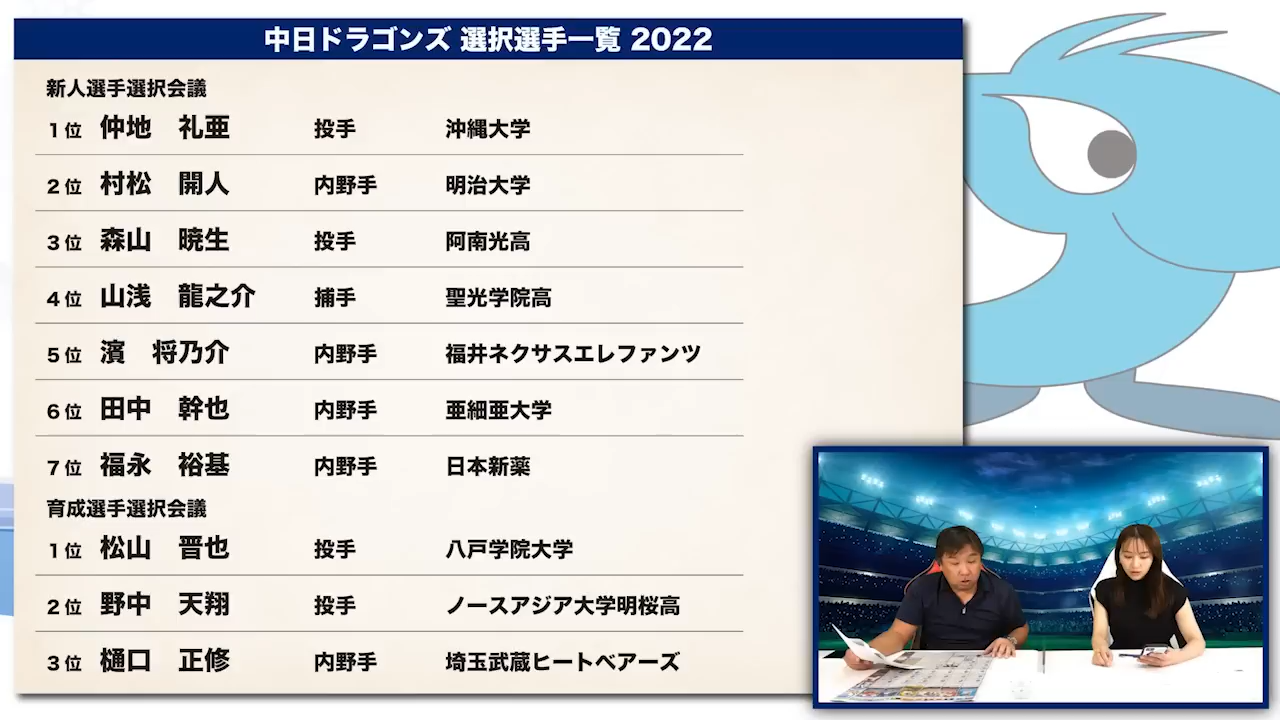 中日ドラゴンズ 選択選手一覧 2022
新人選手選択会議
1位 仲地 礼亜 投手 沖縄大学
2位 村松 開人 内野手 明治大学
3位 森山 暁生 投手 阿南光高
4位 山浅 龍之介 捕手 聖光学院高
5位 濱 将乃介 内野手 福井ネクサスエレファンツ
6位 田中 幹也 内野手 亜細亜大学
7位 福永 裕基 内野手 日本新薬
育成選手選択会議
1位 松山 晋也 投手 八戸学院大学
2位 野中 天翔 投手 ノースアジア大学明桜高
3位 樋口 正修 内野手 埼玉武蔵ヒートベアーズ